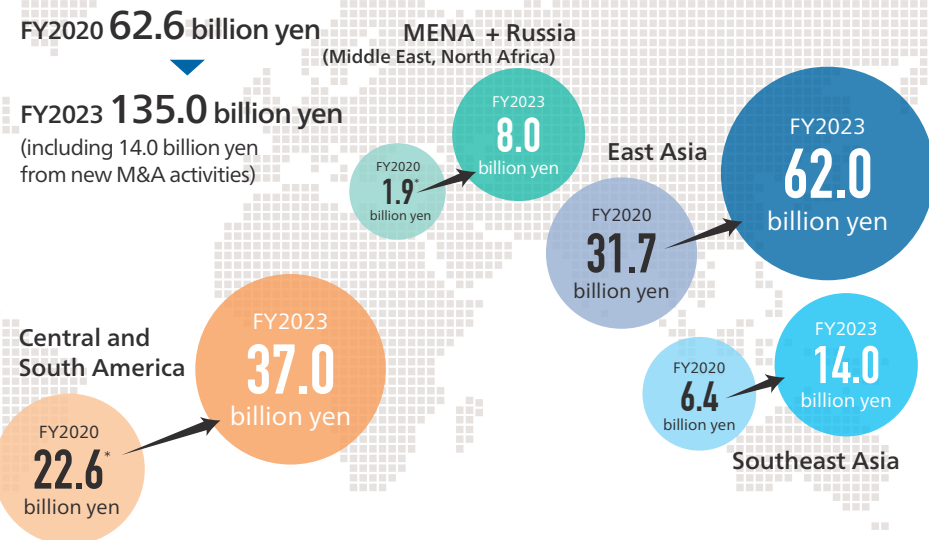 FY2020 62.6 billion yen
FY2023 135.0 billion yen
(including 14.0 billion yen
from new M&A activities)
MENA + Russia
(Middle East, North Africa)
FY2020
1.9*
billion yen
FY2023
8.0
billion yen
East Asia
FY2020
31.7
billion yen
FY2023
62.0
billion yen
Central and
South America
FY2020
22.6*
billion yen
FY2023
37.0
billion yen
FY2020
6.4
billion yen
FY2023
14.0
billion yen
Southeast Asia